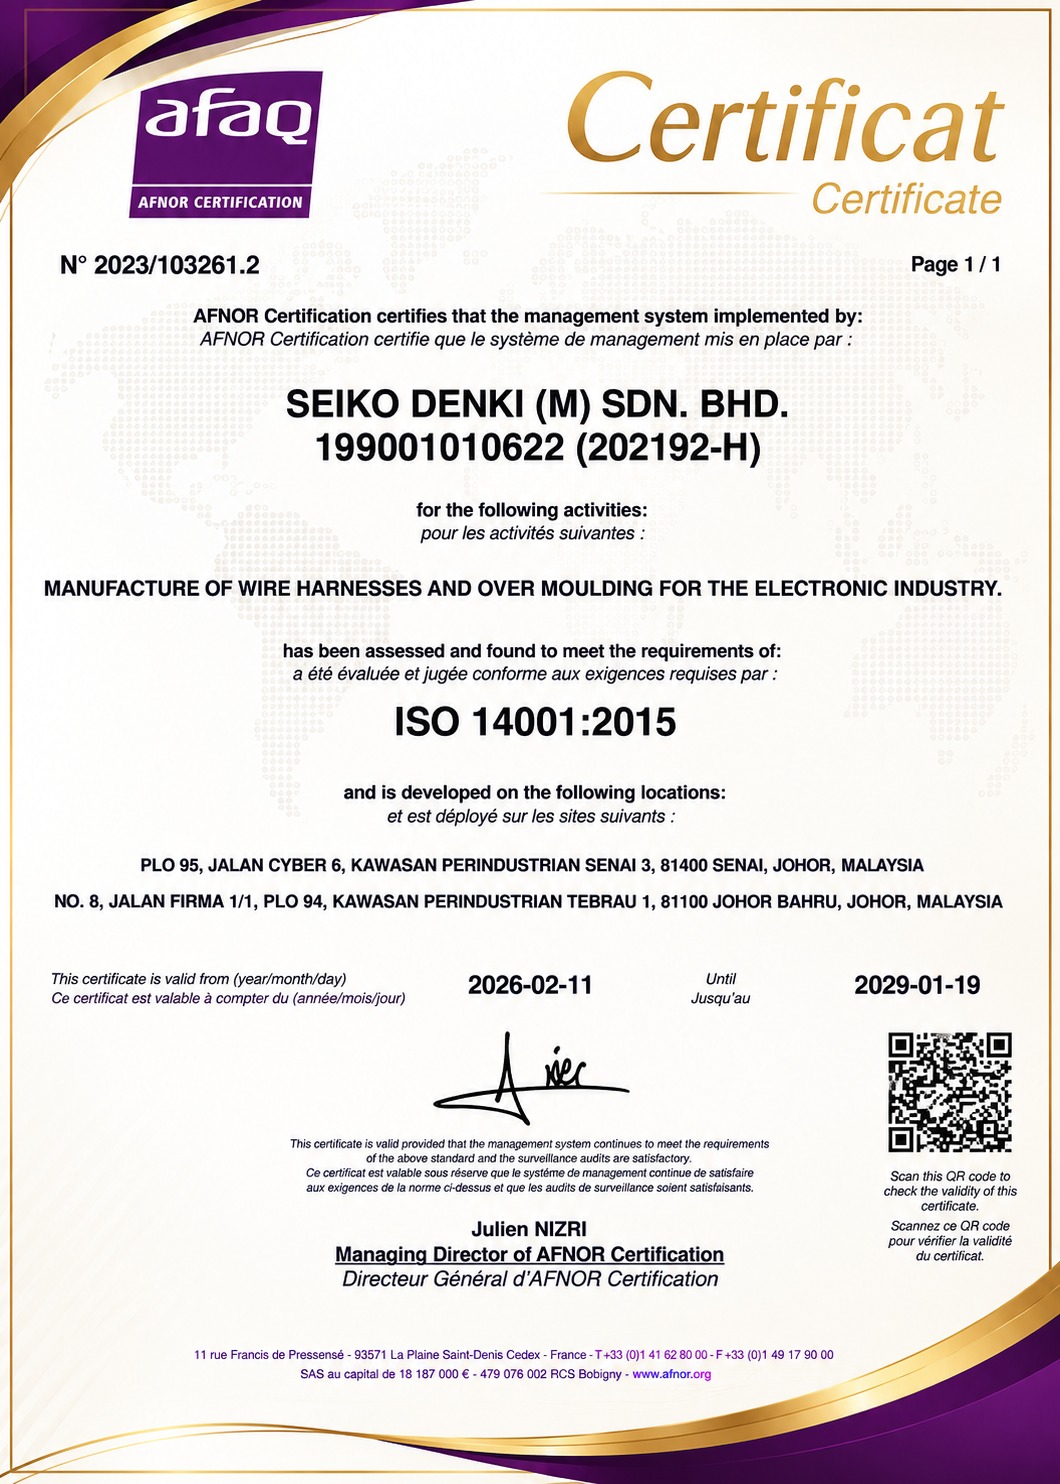 afaq
AFNOR CERTIFICATION
Certificat
Certificate
N° 2023/103261.2
Page 1 / 1
AFNOR Certification certifies that the management system implemented by:
AFNOR Certification certifie que le système de management mis en place par :
SEIKO DENKI (M) SDN. BHD.
199001010622 (202192-H)
for the following activities:
pour les activités suivantes :
MANUFACTURE OF WIRE HARNESSES AND OVER MOULDING FOR THE ELECTRONIC INDUSTRY.
has been assessed and found to meet the requirements of:
a été évaluée et jugée conforme aux exigences requises par :
ISO 14001:2015
and is developed on the following locations:
et est déployé sur les sites suivants :
PLO 95, JALAN CYBER 6, KAWASAN PERINDUSTRIAN SENAI 3, 81400 SENAI, JOHOR, MALAYSIA
NO. 8, JALAN FIRMA 1/1, PLO 94, KAWASAN PERINDUSTRIAN TEBRAU 1, 81100 JOHOR BAHRU, JOHOR, MALAYSIA
This certificate is valid from (year/month/day)
Ce certificat est valable à compter du (année/mois/jour)
2026-02-11
Until
Jusqu'au
2029-01-19
This certificate is valid provided that the management system continues to meet the requirements
of the above standard and the surveillance audits are satisfactory.
Ce certificat est valable sous réserve que le systéme de management continue de satisfaire
aux exigences de la norme ci-dessus et que les audits de surveillance soient satisfaisants.
Scan this QR code to
check the validity of this
certificate.
Scannez ce QR code
pour vérifier la validité
du certificat.
Julien NIZRI
Managing Director of AFNOR Certification
Directeur Général d'AFNOR Certification
11 rue Francis de Pressensé - 93571 La Plaine Saint-Denis Cedex - France - T+33 (0)1 41 62 80 00 - F +33 (0)1 49 17 90 00
SAS au capital de 18 187 000 € - 479 076 002 RCS Bobigny - www.afnor.org